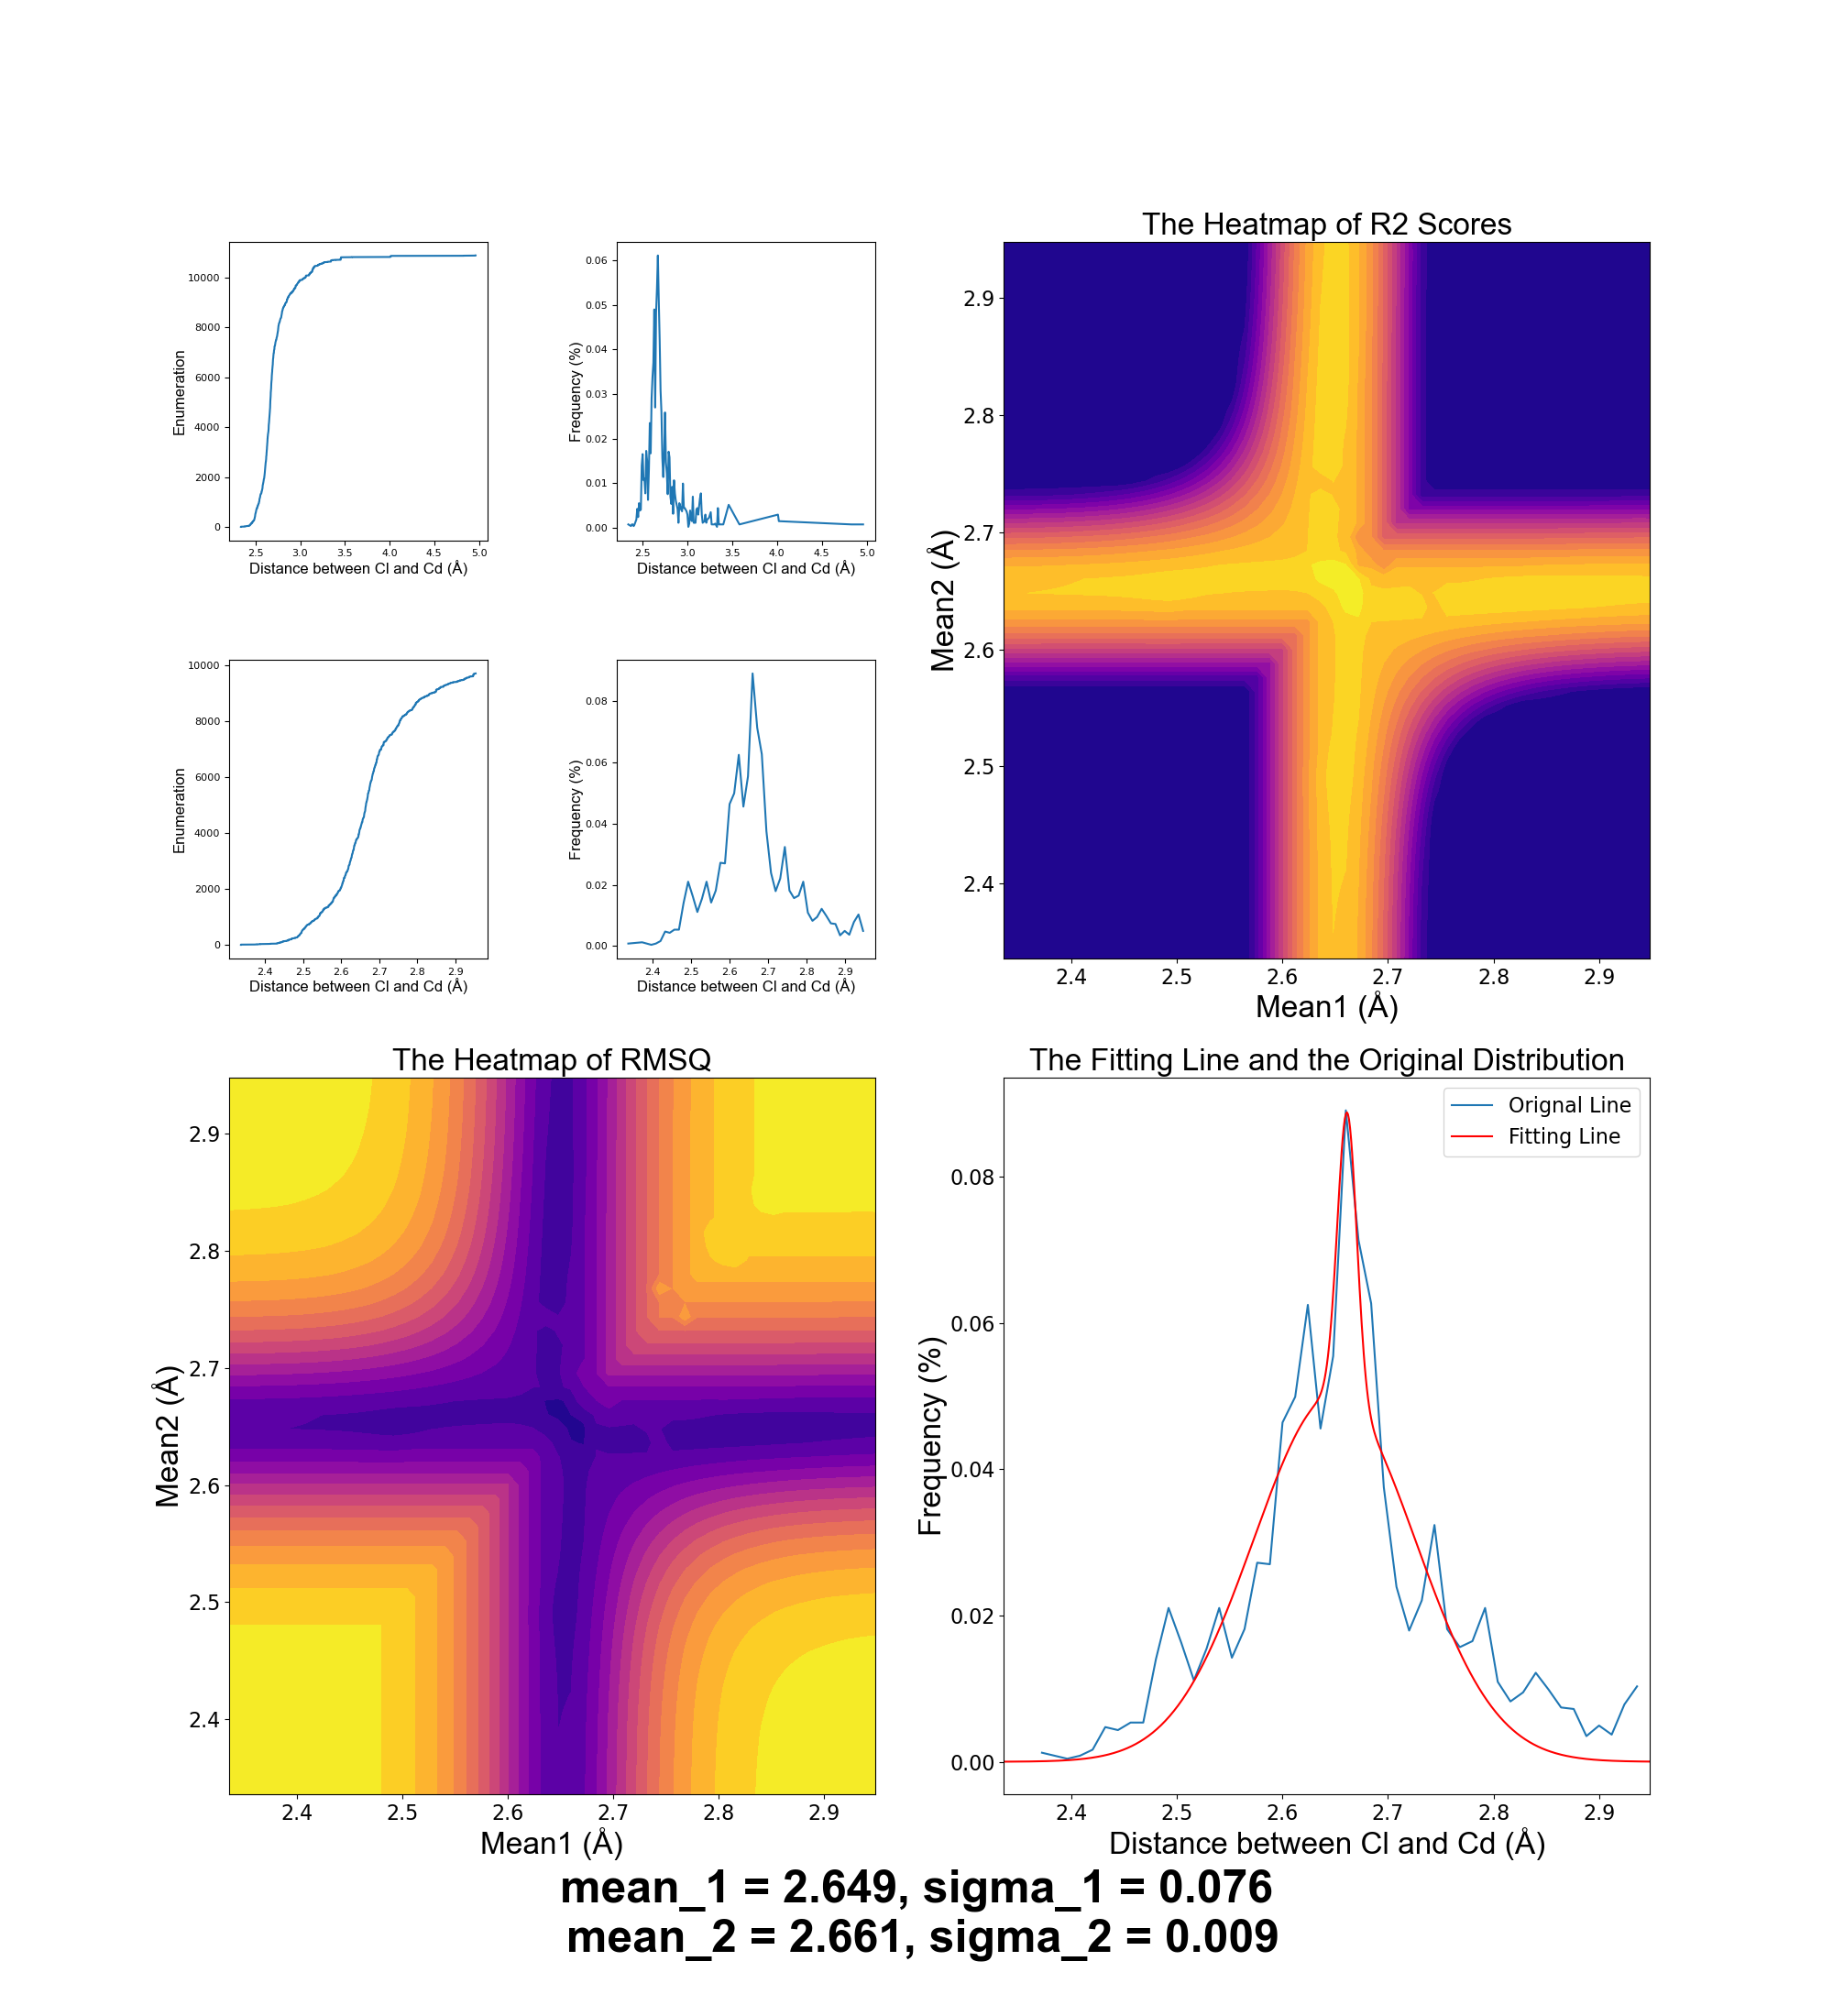 Enumeration
10000
8000
6000
4000
2000
0
2.5 3.0 3.5 4.0 4.5 5.0
Distance between Cl and Cd (Å)
Frequency (%)
0.06
0.05
0.04
0.03
0.02
0.01
0.00
2.5 3.0 3.5 4.0 4.5 5.0
Distance between Cl and Cd (Å)
The Heatmap of R2 Scores
Mean2 (Å)
2.9
2.8
2.7
2.6
2.5
2.4
2.4 2.5 2.6 2.7 2.8 2.9
Mean1 (Å)
Enumeration
10000
8000
6000
4000
2000
0
2.4 2.5 2.6 2.7 2.8 2.9
Distance between Cl and Cd (Å)
Frequency (%)
0.08
0.06
0.04
0.02
0.00
2.4 2.5 2.6 2.7 2.8 2.9
Distance between Cl and Cd (Å)
The Heatmap of RMSQ
Mean2 (Å)
2.9
2.8
2.7
2.6
2.5
2.4
2.4 2.5 2.6 2.7 2.8 2.9
Mean1 (Å)
The Fitting Line and the Original Distribution
Orignal Line
Fitting Line
Frequency (%)
0.08
0.06
0.04
0.02
0.00
2.4 2.5 2.6 2.7 2.8 2.9
Distance between Cl and Cd (Å)
mean_1 = 2.649, sigma_1 = 0.076
mean_2 = 2.661, sigma_2 = 0.009